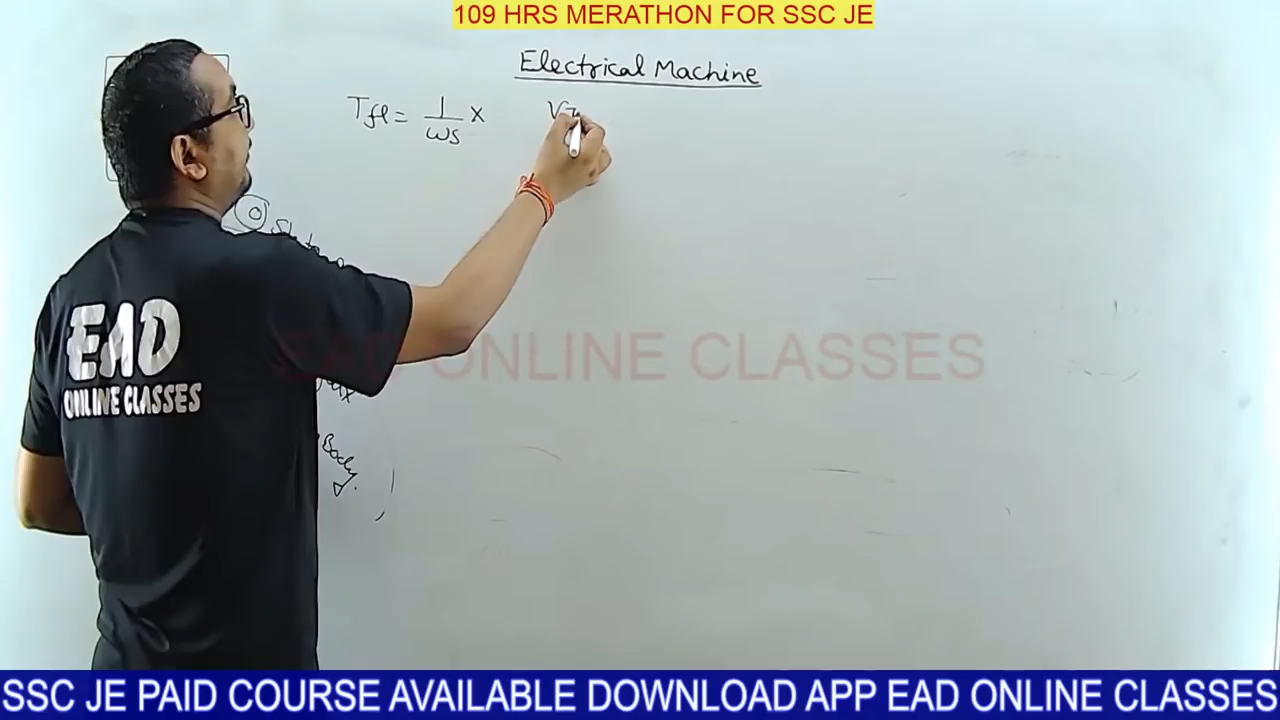 109 HRS MERATHON FOR SSC JE
Electrical Machine
Tfl = 1/ωs x V
EAD
ONLINE CLASSES
EAD ONLINE CLASSES
Body
SSC JE PAID COURSE AVAILABLE DOWNLOAD APP EAD ONLINE CLASSES